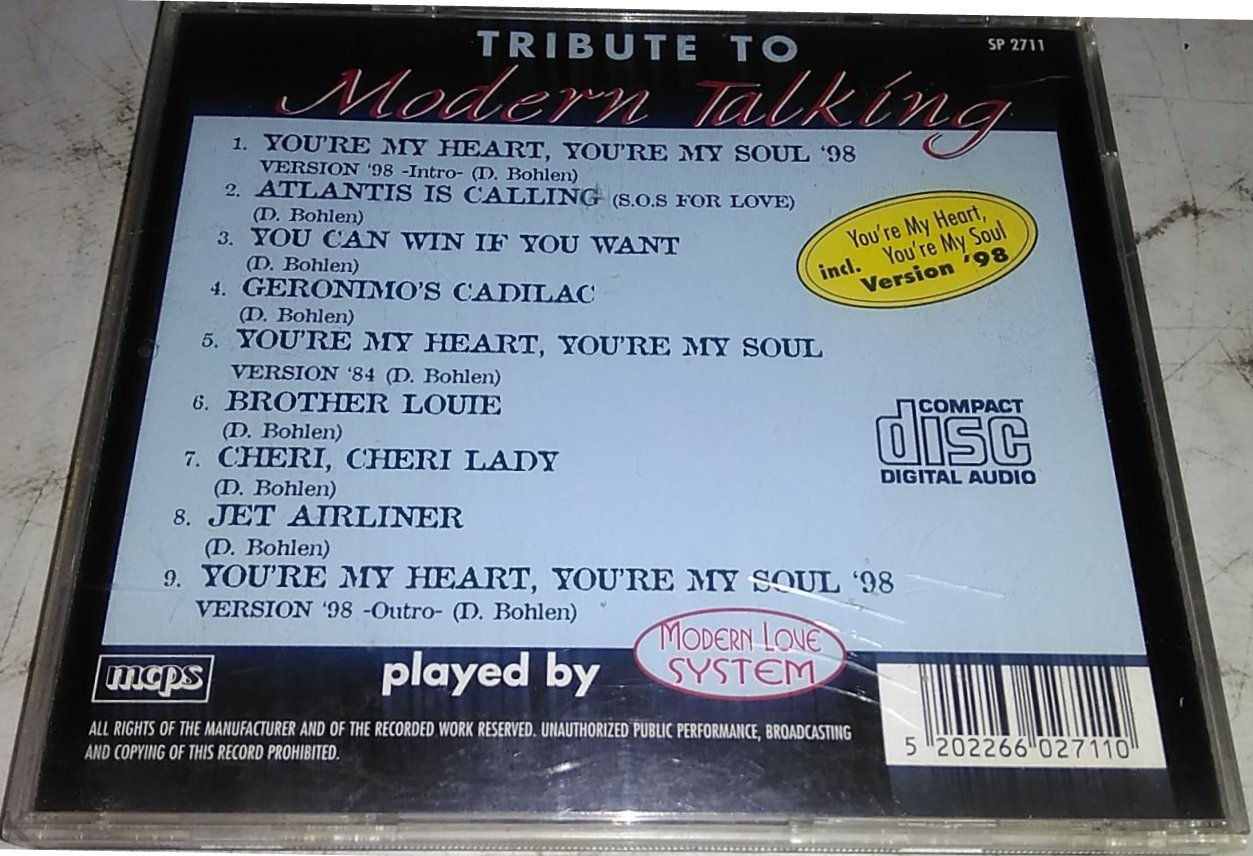 TRIBUTE TO
SP 2711
Modern Talking
1. YOU'RE MY HEART, YOU'RE MY SOUL '98
VERSION '98 -Intro- (D. Bohlen)
2. ATLANTIS IS CALLING (S.O.S FOR LOVE)
(D. Bohlen)
3. YOU CAN WIN IF YOU WANT
(D. Bohlen)
4. GERONIMO'S CADILAC
(D. Bohlen)
5. YOU'RE MY HEART, YOU'RE MY SOUL
VERSION '84 (D. Bohlen)
6. BROTHER LOUIE
(D. Bohlen)
7. CHERI, CHERI LADY
(D. Bohlen)
8. JET AIRLINER
(D. Bohlen)
9. YOU'RE MY HEART, YOU'RE MY SOUL '98
VERSION '98 -Outro- (D. Bohlen)
You're My Heart,
You're My Soul
incl. Version '98
COMPACT
disc
DIGITAL AUDIO
mcps
played by
MODERN LOVE
SYSTEM
ALL RIGHTS OF THE MANUFACTURER AND OF THE RECORDED WORK RESERVED. UNAUTHORIZED PUBLIC PERFORMANCE, BROADCASTING
AND COPYING OF THIS RECORD PROHIBITED.
5 202266 027110